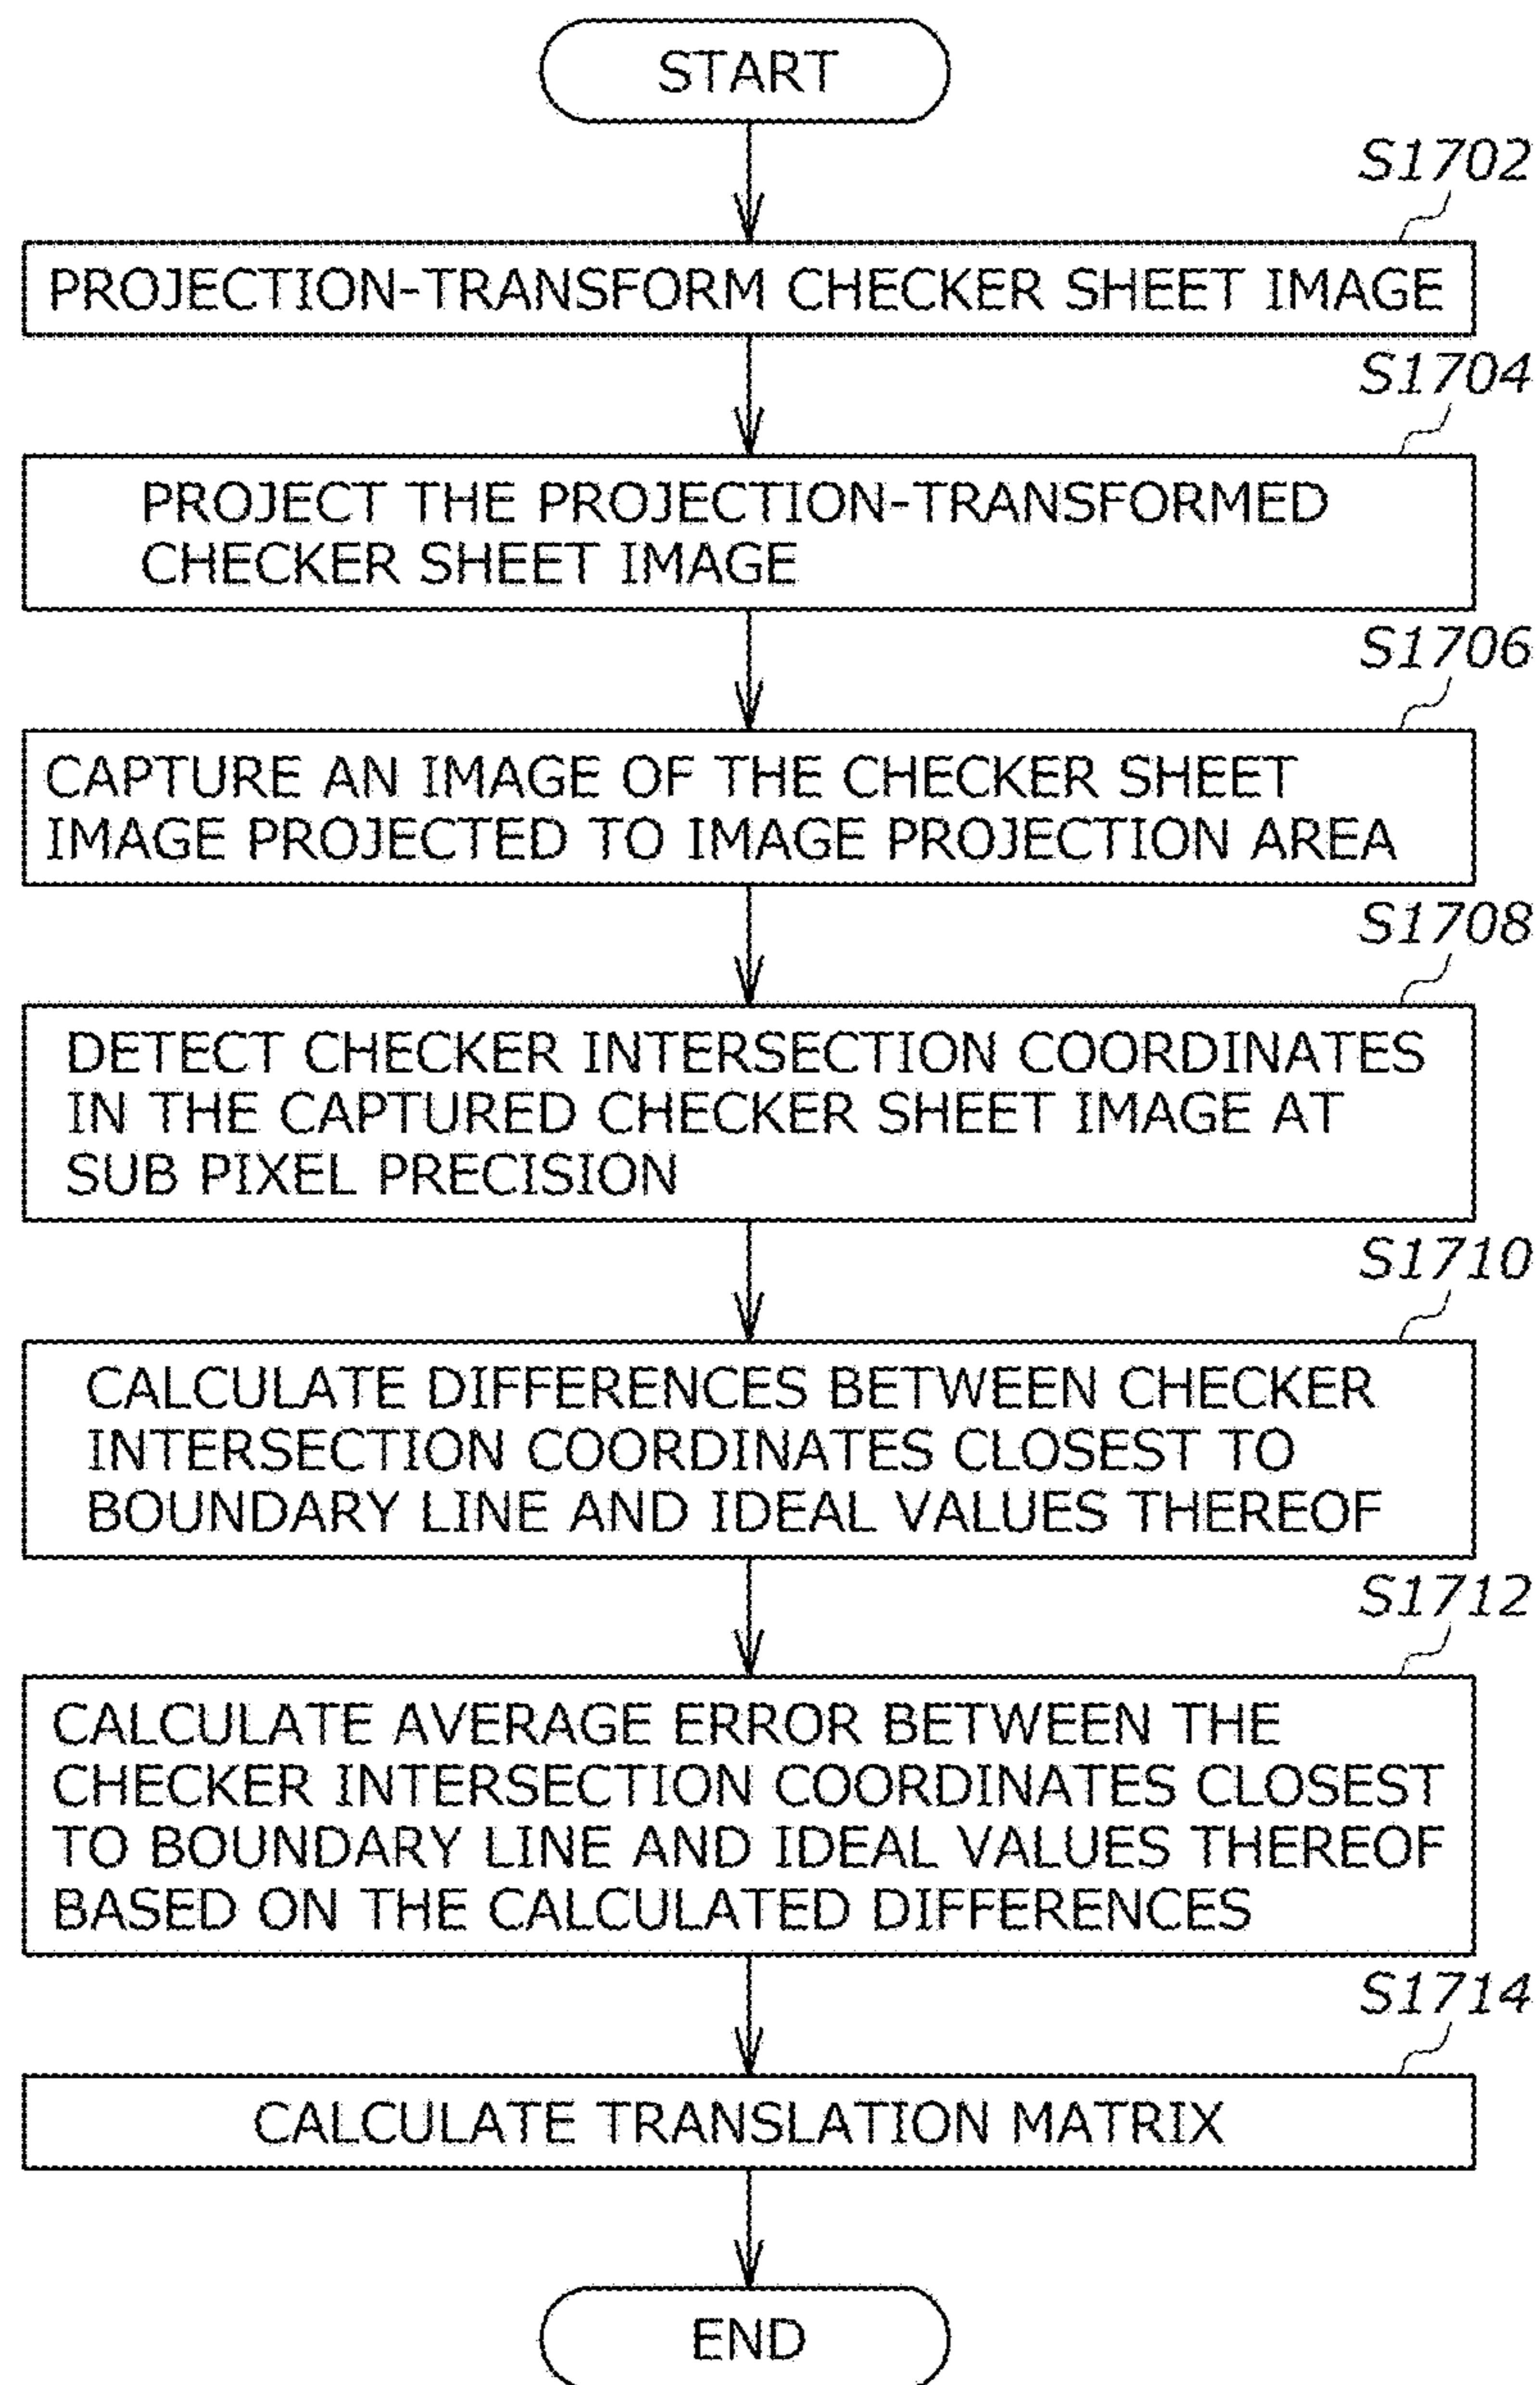 START
S1702
PROJECTION-TRANSFORM CHECKER SHEET IMAGE
S1704
PROJECT THE PROJECTION-TRANSFORMED
CHECKER SHEET IMAGE
S1706
CAPTURE AN IMAGE OF THE CHECKER SHEET
IMAGE PROJECTED TO IMAGE PROJECTION AREA
S1708
DETECT CHECKER INTERSECTION COORDINATES
IN THE CAPTURED CHECKER SHEET IMAGE AT
SUB PIXEL PRECISION
S1710
CALCULATE DIFFERENCES BETWEEN CHECKER
INTERSECTION COORDINATES CLOSEST TO
BOUNDARY LINE AND IDEAL VALUES THEREOF
S1712
CALCULATE AVERAGE ERROR BETWEEN THE
CHECKER INTERSECTION COORDINATES CLOSEST
TO BOUNDARY LINE AND IDEAL VALUES THEREOF
BASED ON THE CALCULATED DIFFERENCES
S1714
CALCULATE TRANSLATION MATRIX
END